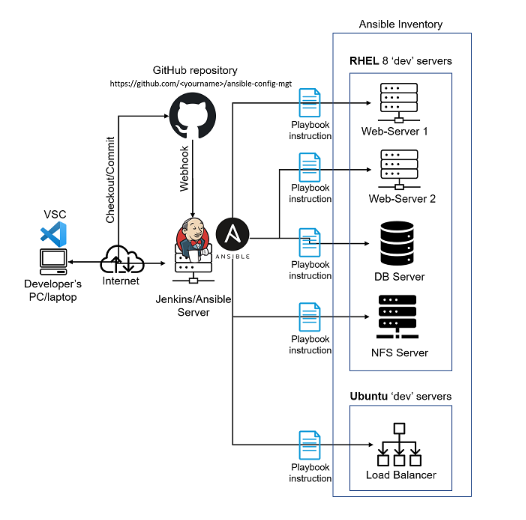 Ansible Inventory
GitHub repository
https://github.com/<yourname>/ansible-config-mgt
RHEL 8 ‘dev’ servers
Playbook
instruction
Web-Server 1
Checkout/Commit
Webhook
Playbook
instruction
Web-Server 2
VSC
ANSIBLE
Playbook
instruction
DB Server
Developer's
PC/laptop
Internet
Jenkins/Ansible
Server
Playbook
instruction
NFS Server
Ubuntu ‘dev’ servers
Playbook
instruction
Load Balancer